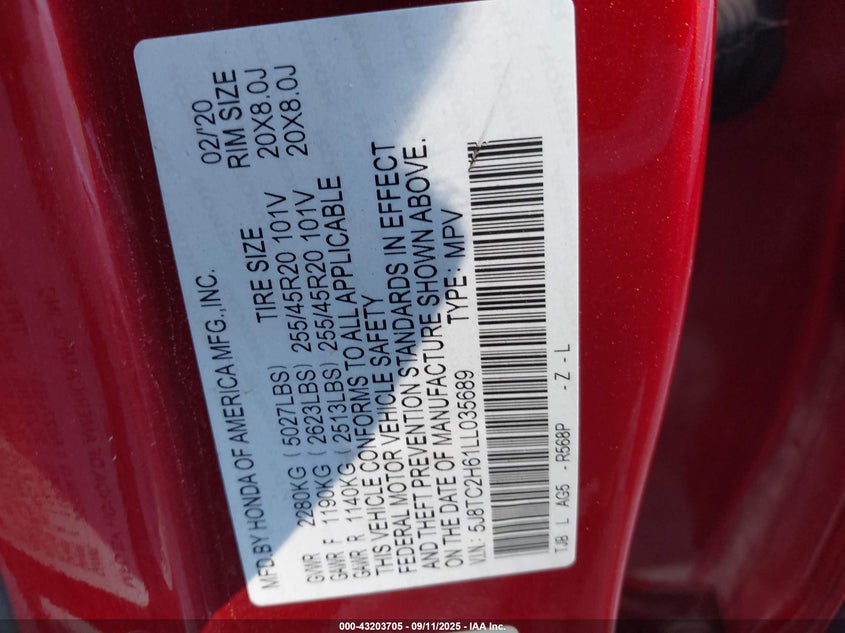 MFD.BY HONDA OF AMERICA MFG.,INC. 02/'20
TIRE SIZE RIM SIZE
GVWR 2280KG (5027LBS)
GAWR F 1190KG (2623LBS) 255/45R20 101V 20X8.0J
GAWR R 1140KG (2513LBS) 255/45R20 101V 20X8.0J
THIS VEHICLE CONFORMS TO ALL APPLICABLE
FEDERAL MOTOR VEHICLE SAFETY
STANDARDS IN EFFECT
AND THEFT PREVENTION STANDARDS IN EFFECT
ON THE DATE OF MANUFACTURE SHOWN ABOVE.
V.I.N.: 5J8TC2H61LL035689 TYPE: MPV
TJB L AG5 -R568P -Z-L
000-43203705 - 09/11/2025 - IAA Inc.